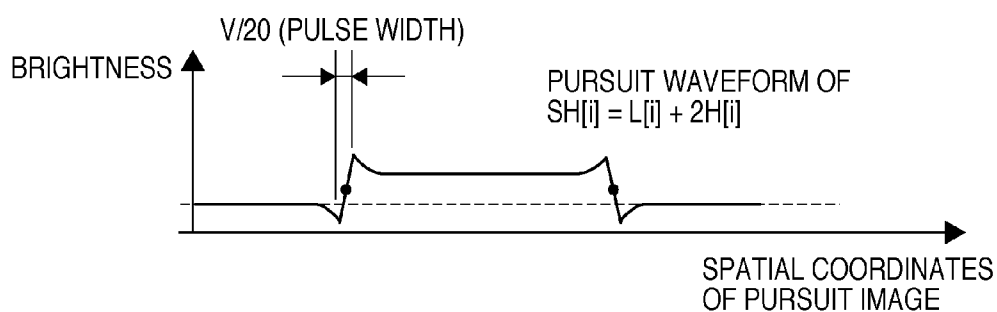 V/20 (PULSE WIDTH)
BRIGHTNESS
PURSUIT WAVEFORM OF
SH[i] = L[i] + 2H[i]
SPATIAL COORDINATES
OF PURSUIT IMAGE